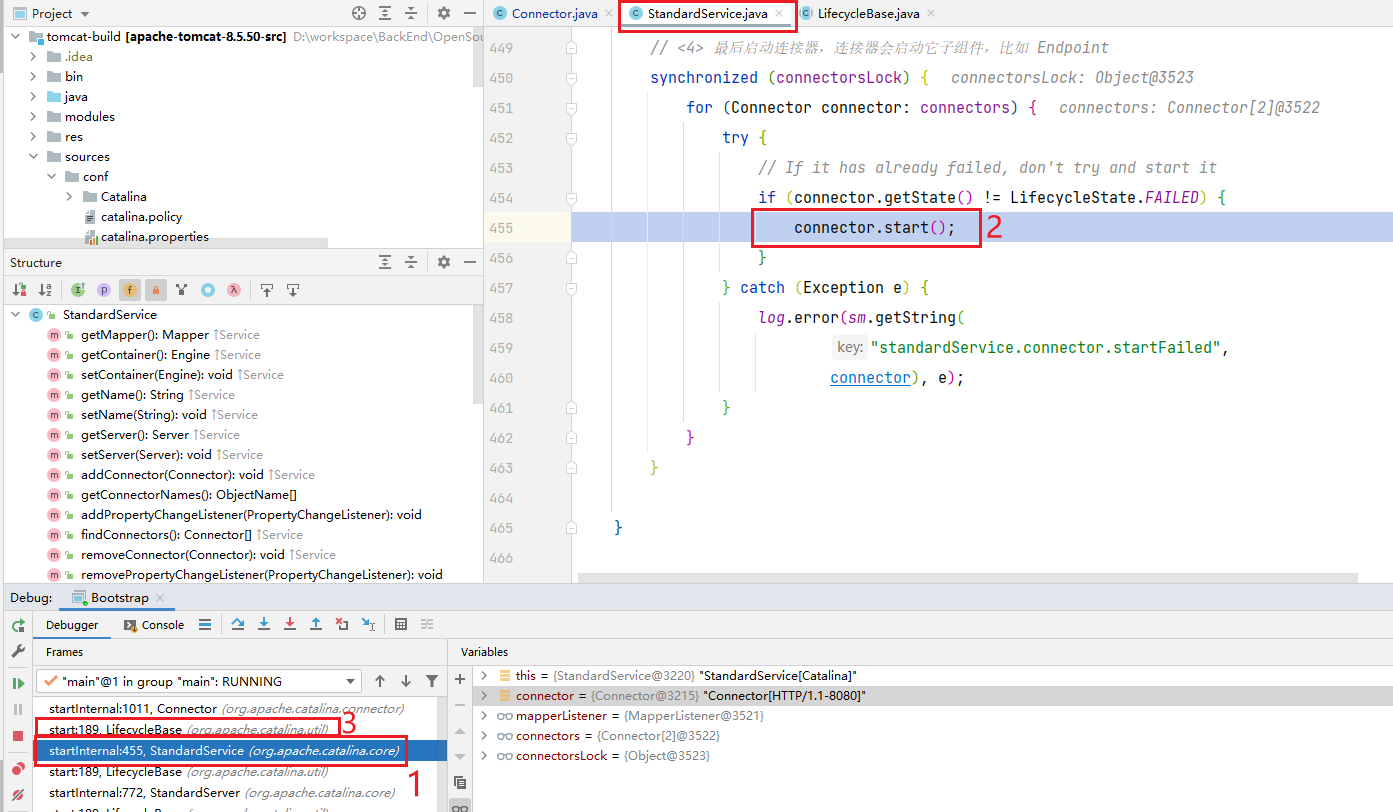 Project
Connector.java
StandardService.java
LifecycleBase.java
tomcat-build [apache-tomcat-8.5.50-src] D:\workspace\BackEnd\OpenSou
.idea
bin
java
modules
res
sources
conf
Catalina
catalina.policy
catalina.properties
449 // <4> 最后启动连接器，连接器会启动它子组件，比如 Endpoint
450 synchronized (connectorsLock) { connectorsLock: Object@3523
451 for (Connector connector: connectors) { connectors: Connector[2]@3522
452 try {
453 // If it has already failed, don't try and start it
454 if (connector.getState() != LifecycleState.FAILED) {
455 connector.start(); 2
456 }
457 } catch (Exception e) {
458 log.error(sm.getString(
459 key: "standardService.connector.startFailed",
460 connector), e);
461 }
462 }
463 }
464
465 }
466
Structure
StandardService
getMapper(): Mapper ↑Service
getContainer(): Engine ↑Service
setContainer(Engine): void ↑Service
getName(): String ↑Service
setName(String): void ↑Service
getServer(): Server ↑Service
setServer(Server): void ↑Service
addConnector(Connector): void ↑Service
getConnectorNames(): ObjectName[]
addPropertyChangeListener(PropertyChangeListener): void
findConnectors(): Connector[] ↑Service
removeConnector(Connector): void ↑Service
removePropertyChangeListener(PropertyChangeListener): void
Debug: Bootstrap
Debugger Console
Frames
Variables
"main"@1 in group "main": RUNNING
startInternal:1011, Connector (org.apache.catalina.connector)
start:189, LifecycleBase (org.apache.catalina.util) 3
startInternal:455, StandardService (org.apache.catalina.core)
start:189, LifecycleBase (org.apache.catalina.util) 1
startInternal:772, StandardServer (org.apache.catalina.core)
start:189, LifecycleBase (org.apache.catalina.util)
this = {StandardService@3220} "StandardService[Catalina]"
connector = {Connector@3215} "Connector[HTTP/1.1-8080]"
mapperListener = {MapperListener@3521}
connectors = {Connector[2]@3522}
connectorsLock = {Object@3523}